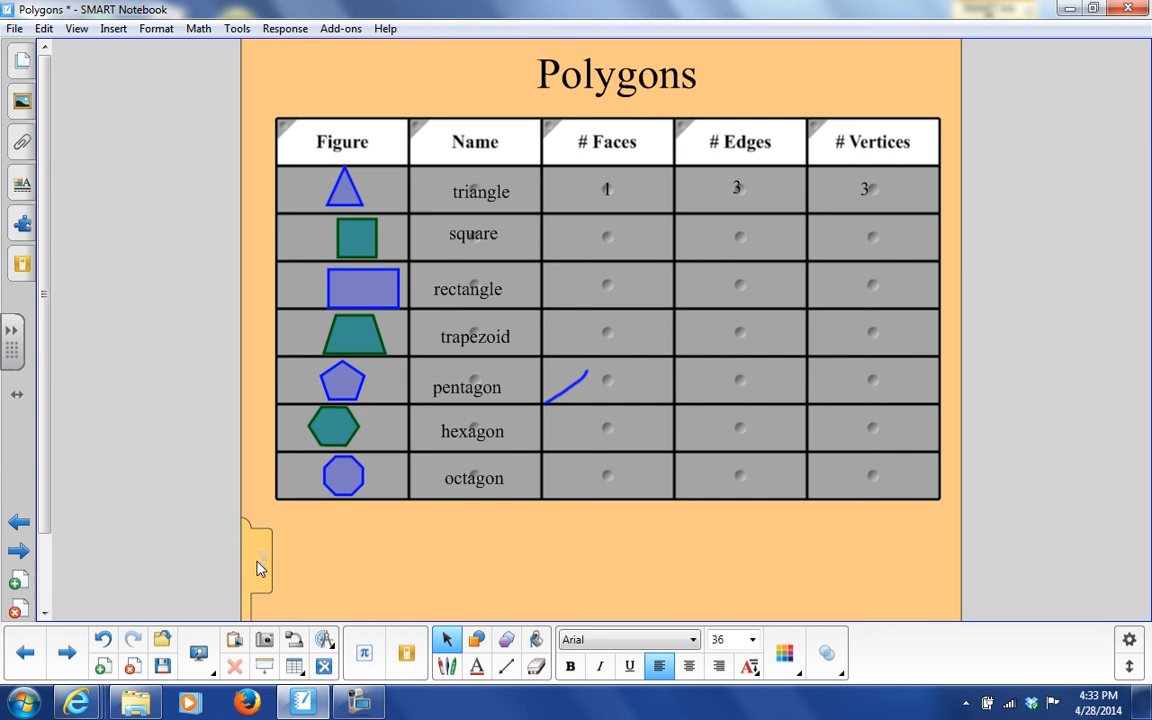 Polygons * - SMART Notebook
File Edit View Insert Format Math Tools Response Add-ons Help
Polygons
Figure Name # Faces # Edges # Vertices
triangle 1 3 3
square
rectangle
trapezoid
pentagon
hexagon
octagon
Arial 36
B I U A
4:33 PM
4/28/2014